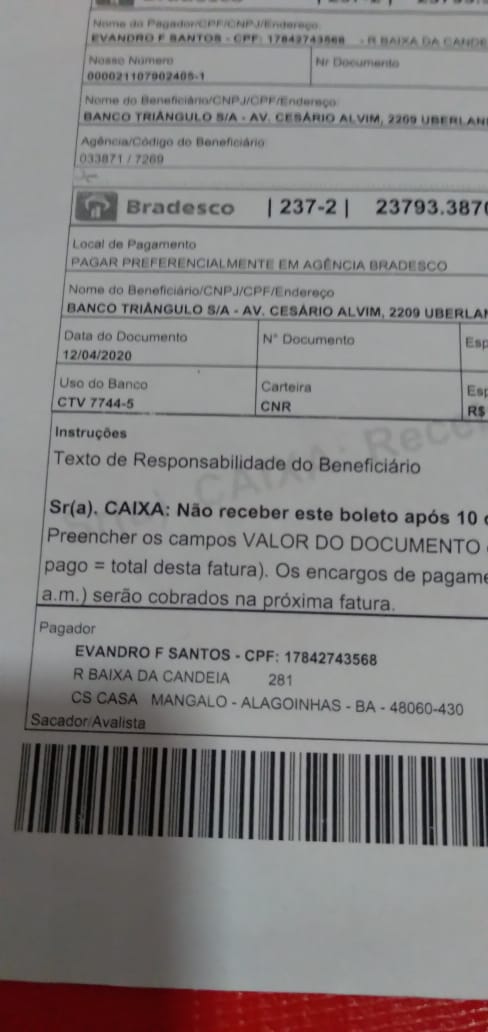 Nome do Pagador/CPF/CNPJ/Endereço:
EVANDRO F SANTOS - CPF: 17842743568 - R BAIXA DA CANDE
Nosso Número Nr Documento
000021107902405-1
Nome do Beneficiário/CNPJ/CPF/Endereço:
BANCO TRIÂNGULO S/A - AV. CESÁRIO ALVIM, 2209 UBERLAN
Agência/Código do Beneficiário
033871 / 7269
Bradesco | 237-2 | 23793.3870
Local de Pagamento
PAGAR PREFERENCIALMENTE EM AGÊNCIA BRADESCO
Nome do Beneficiário/CNPJ/CPF/Endereço
BANCO TRIÂNGULO S/A - AV. CESÁRIO ALVIM, 2209 UBERLAN
Data do Documento N° Documento Esp
12/04/2020
Uso do Banco Carteira Esp
CTV 7744-5 CNR R$
Instruções
Texto de Responsabilidade do Beneficiário
Sr(a). CAIXA: Rece
Sr(a). CAIXA: Não receber este boleto após 10
Preencher os campos VALOR DO DOCUMENTO
pago = total desta fatura). Os encargos de pagame
a.m.) serão cobrados na próxima fatura.
Pagador
EVANDRO F SANTOS - CPF: 17842743568
R BAIXA DA CANDEIA 281
CS CASA MANGALO - ALAGOINHAS - BA - 48060-430
Sacador/Avalista